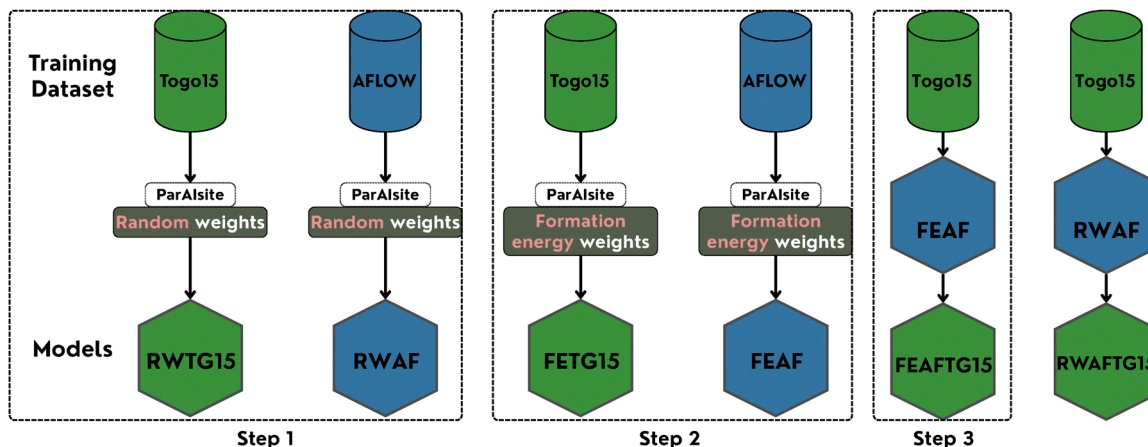 Training
Dataset
Togo15
AFLOW
Togo15
AFLOW
Togo15
Togo15
ParAIsite
ParAIsite
ParAIsite
ParAIsite
Random weights
Random weights
Formation
energy weights
Formation
energy weights
FEAF
RWAF
Models
RWTG15
RWAF
FETG15
FEAF
FEAFTG15
RWAFTG15
Step 1
Step 2
Step 3